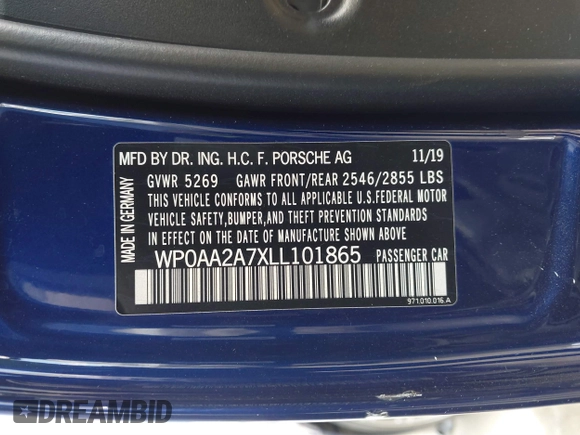 MFD BY DR. ING. H.C. F. PORSCHE AG 11/19
MADE IN GERMANY
GVWR 5269 GAWR FRONT/REAR 2546/2855 LBS
THIS VEHICLE CONFORMS TO ALL APPLICABLE U.S.FEDERAL MOTOR
VEHICLE SAFETY,BUMPER,AND THEFT PREVENTION STANDARDS
IN EFFECT ON THE DATE OF MANUFACTURE SHOWN ABOVE
WP0AA2A7XLL101865 PASSENGER CAR
971.010.016 A
DREAMBID